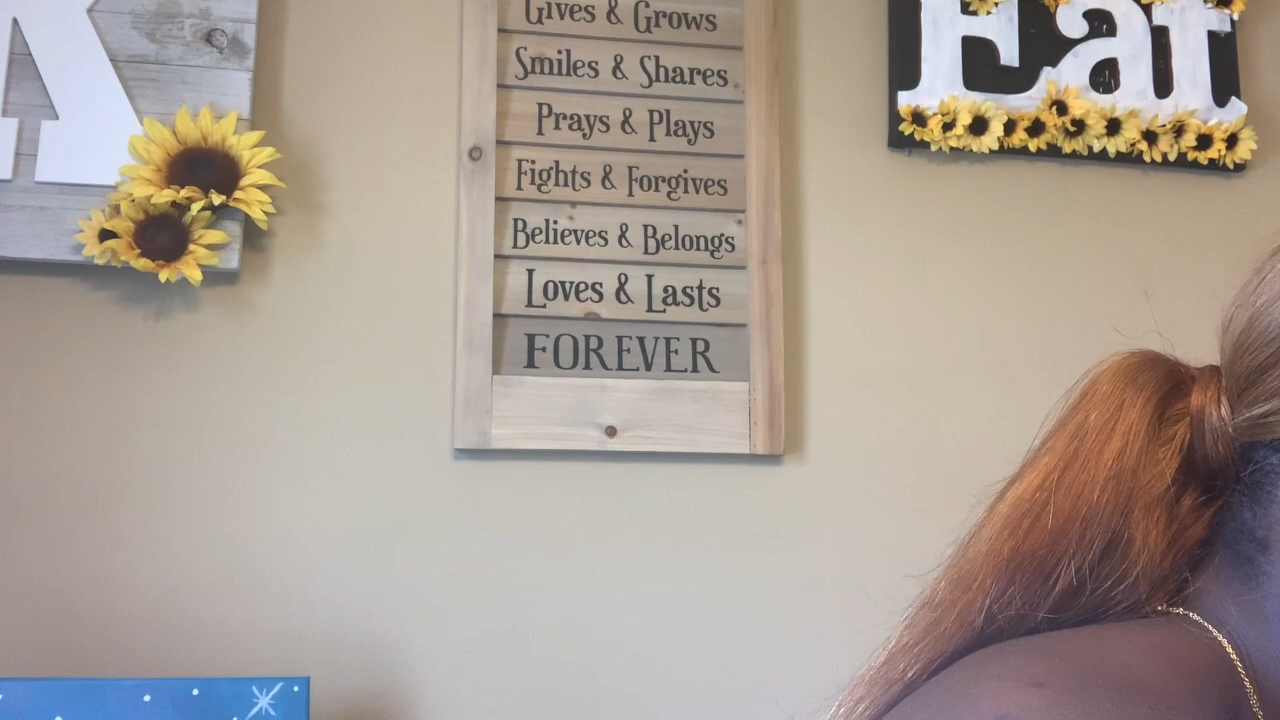 Gives & Grows
Smiles & Shares
Prays & Plays
Fights & Forgives
Believes & Belongs
Loves & Lasts
FOREVER
Eat